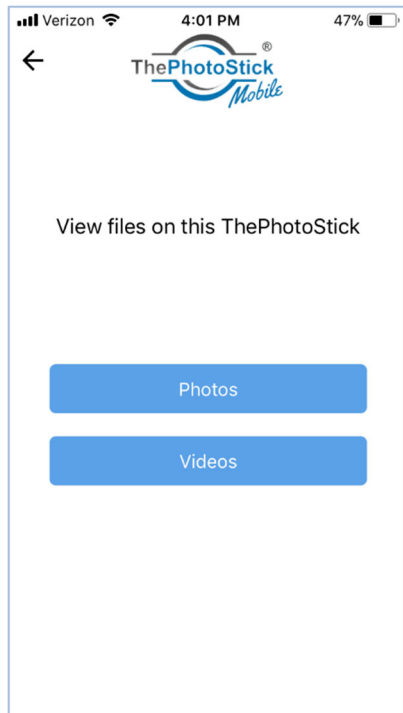 Verizon 4:01 PM 47%
ThePhotoStick®
Mobile
View files on this ThePhotoStick
Photos
Videos